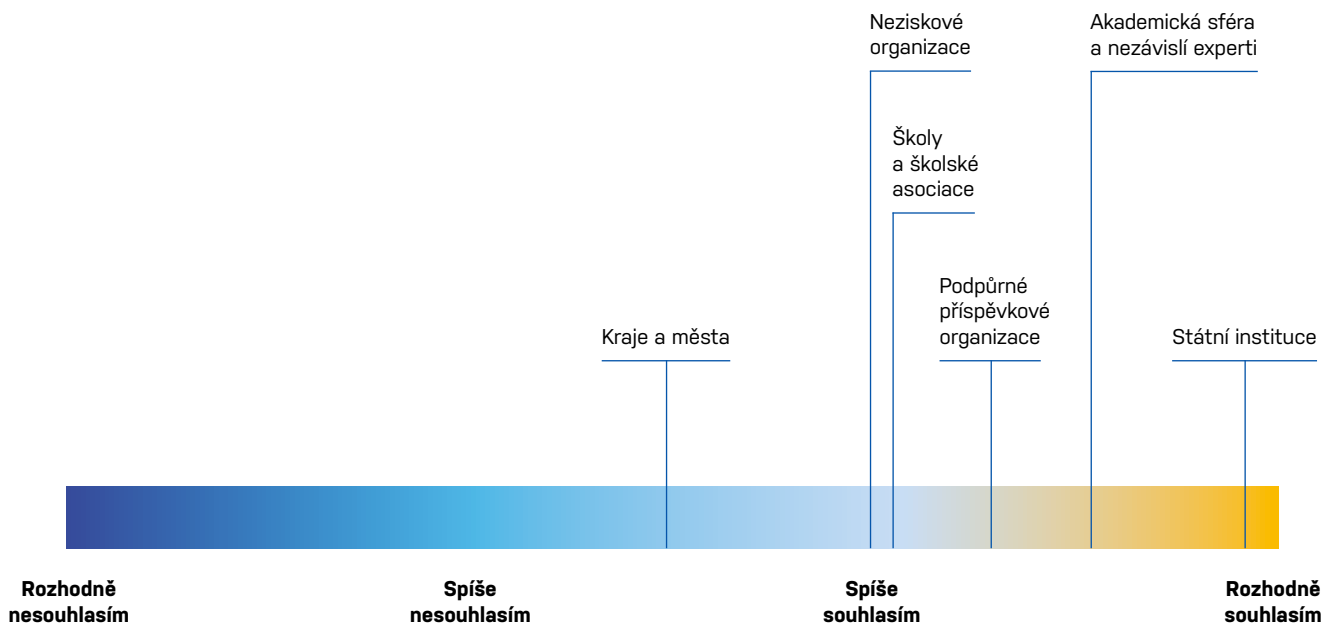 Neziskové
organizace
Akademická sféra
a nezávislí experti
Školy
a školské
asociace
Podpůrné
příspěvkové
organizace
Kraje a města
Státní instituce
Rozhodně
nesouhlasím
Spíše
nesouhlasím
Spíše
souhlasím
Rozhodně
souhlasím